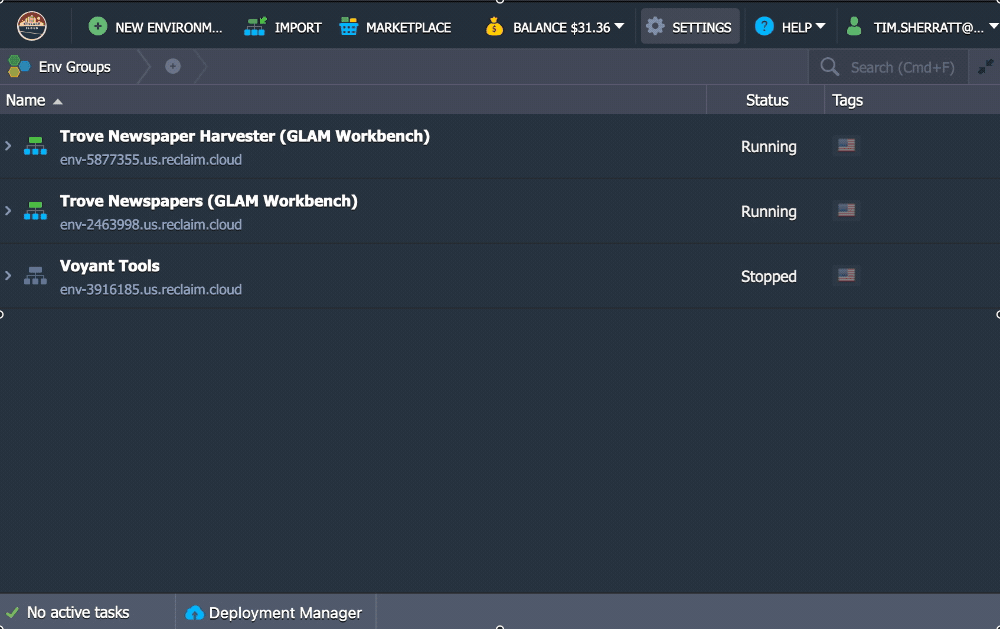 NEW ENVIRONM... IMPORT MARKETPLACE BALANCE $31.36 SETTINGS ? HELP TIM.SHERRATT@...
Env Groups Search (Cmd+F)
Name Status Tags
Trove Newspaper Harvester (GLAM Workbench)
env-5877355.us.reclaim.cloud
Running
Trove Newspapers (GLAM Workbench)
env-2463998.us.reclaim.cloud
Running
Voyant Tools
env-3916185.us.reclaim.cloud
Stopped
No active tasks Deployment Manager